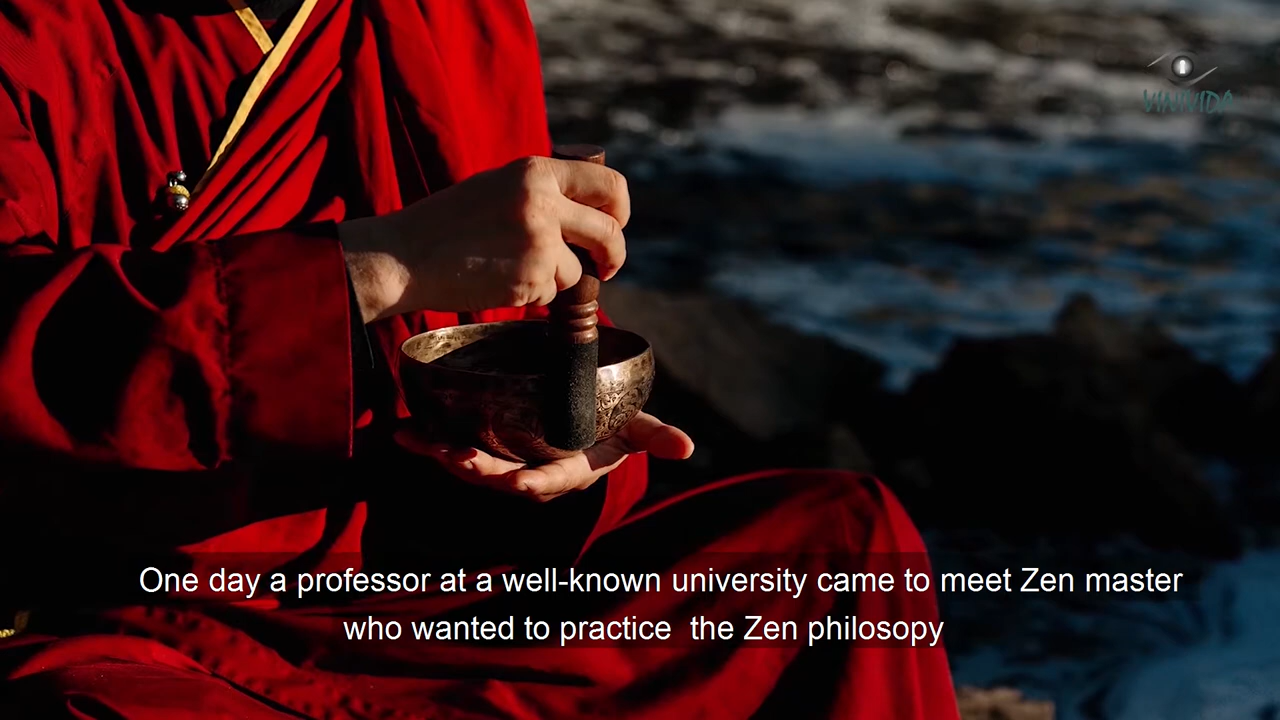 VINIVIDA
One day a professor at a well-known university came to meet Zen master
who wanted to practice  the Zen philosopy